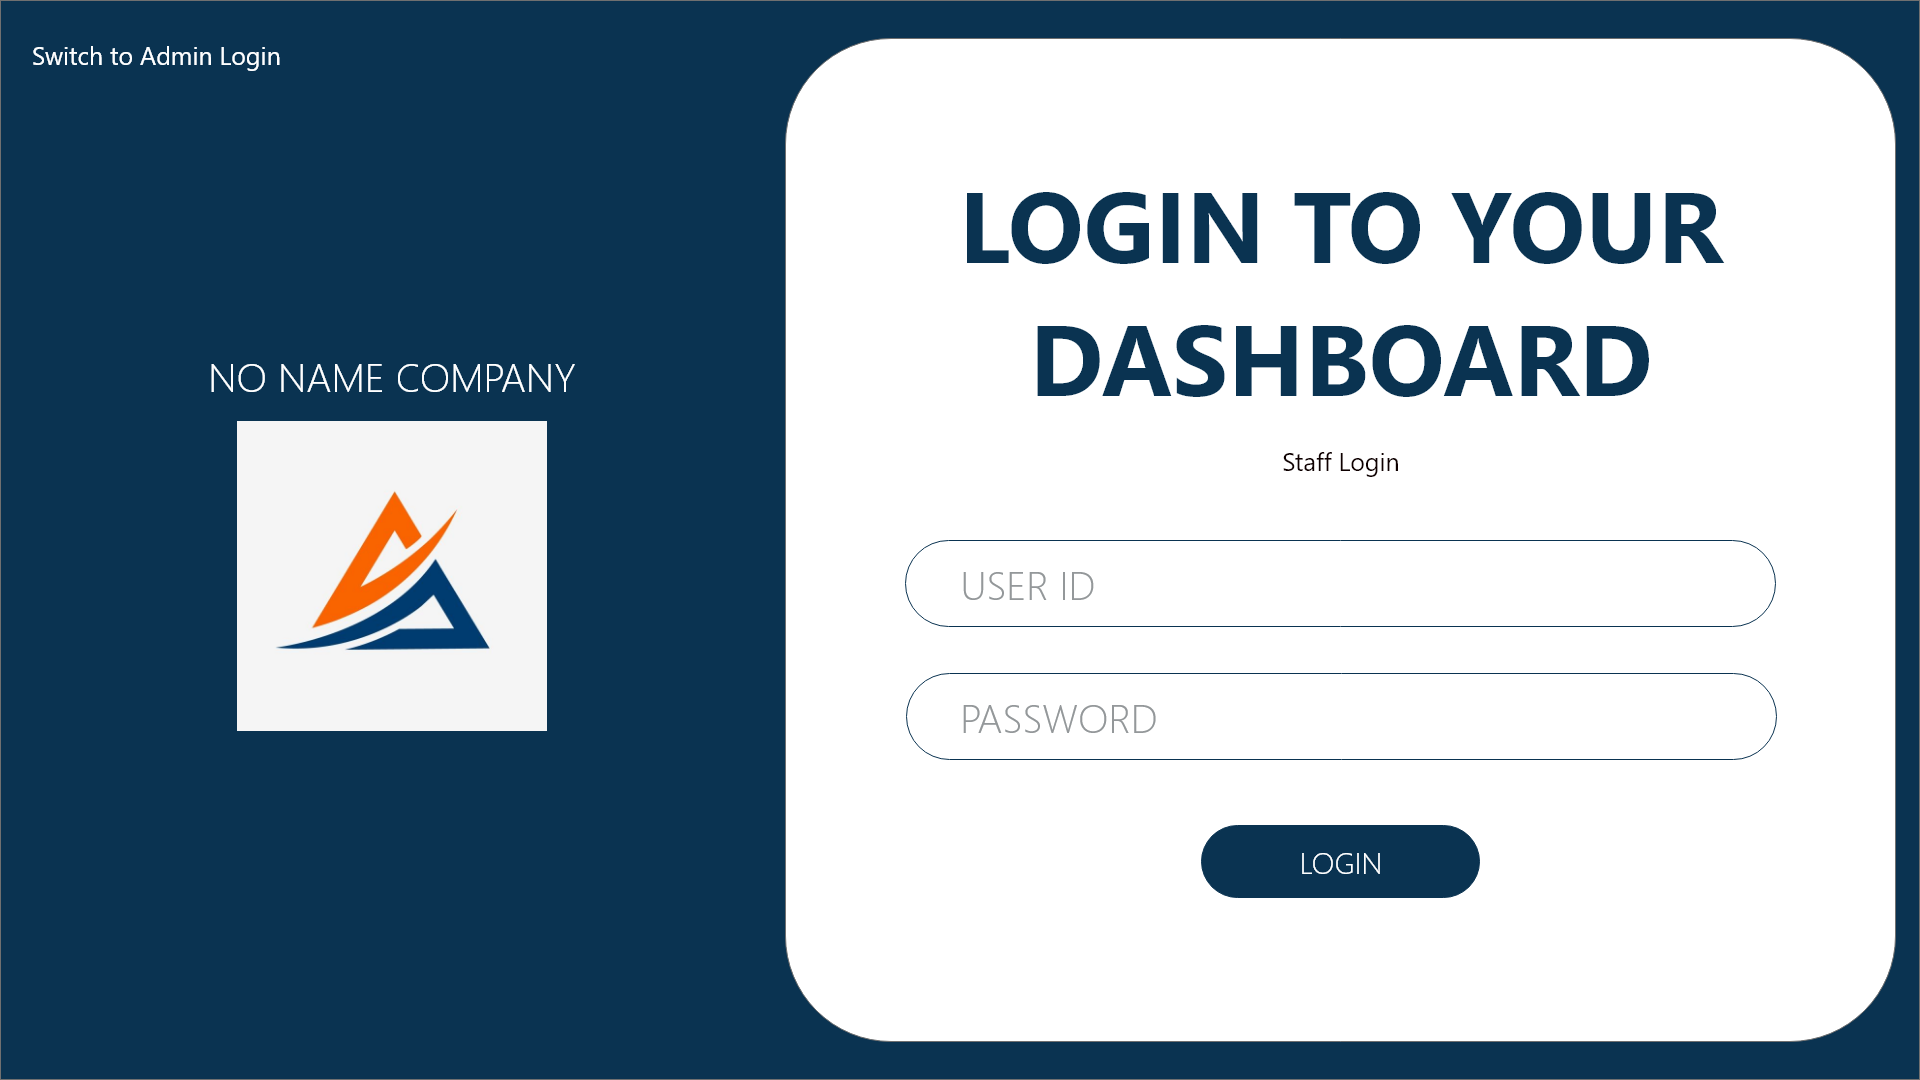 Switch to Admin Login
NO NAME COMPANY
LOGIN TO YOUR
DASHBOARD
Staff Login
USER ID
PASSWORD
LOGIN